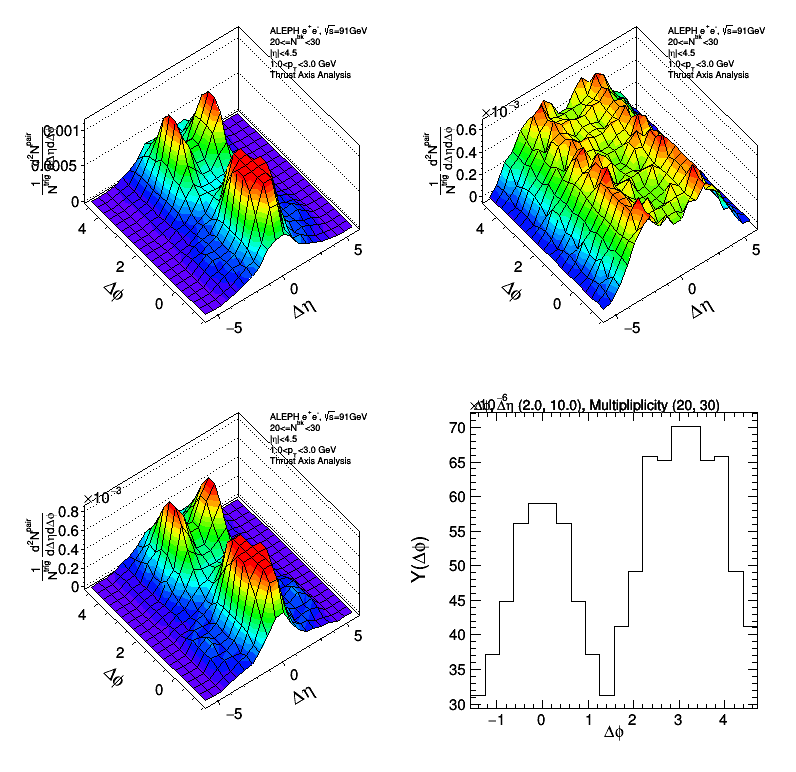 ALEPH e⁺e⁻, √s=91GeV
20<=N^trk<30
|η|<4.5
1.0<p_T<3.0 GeV
Thrust Axis Analysis
0.001
0.0005
0
1/N^trig d²N^pair/dΔηdΔφ
4
2
0
Δφ
−5
0
5
Δη
ALEPH e⁺e⁻, √s=91GeV
20<=N^trk<30
|η|<4.5
1.0<p_T<3.0 GeV
Thrust Axis Analysis
×10⁻³
0.6
0.4
0.2
0
1/N^trig d²N^pair/dΔηdΔφ
4
2
0
Δφ
−5
0
5
Δη
ALEPH e⁺e⁻, √s=91GeV
20<=N^trk<30
|η|<4.5
1.0<p_T<3.0 GeV
Thrust Axis Analysis
×10⁻³
0.8
0.6
0.4
0.2
0
1/N^trig d²N^pair/dΔηdΔφ
4
2
0
Δφ
−5
0
5
Δη
×10⁻⁶
Δφ, Δη (2.0, 10.0), Multipliplicity (20, 30)
70
65
60
55
50
45
40
35
30
Y(Δφ)
−1 0 1 2 3 4
Δφ